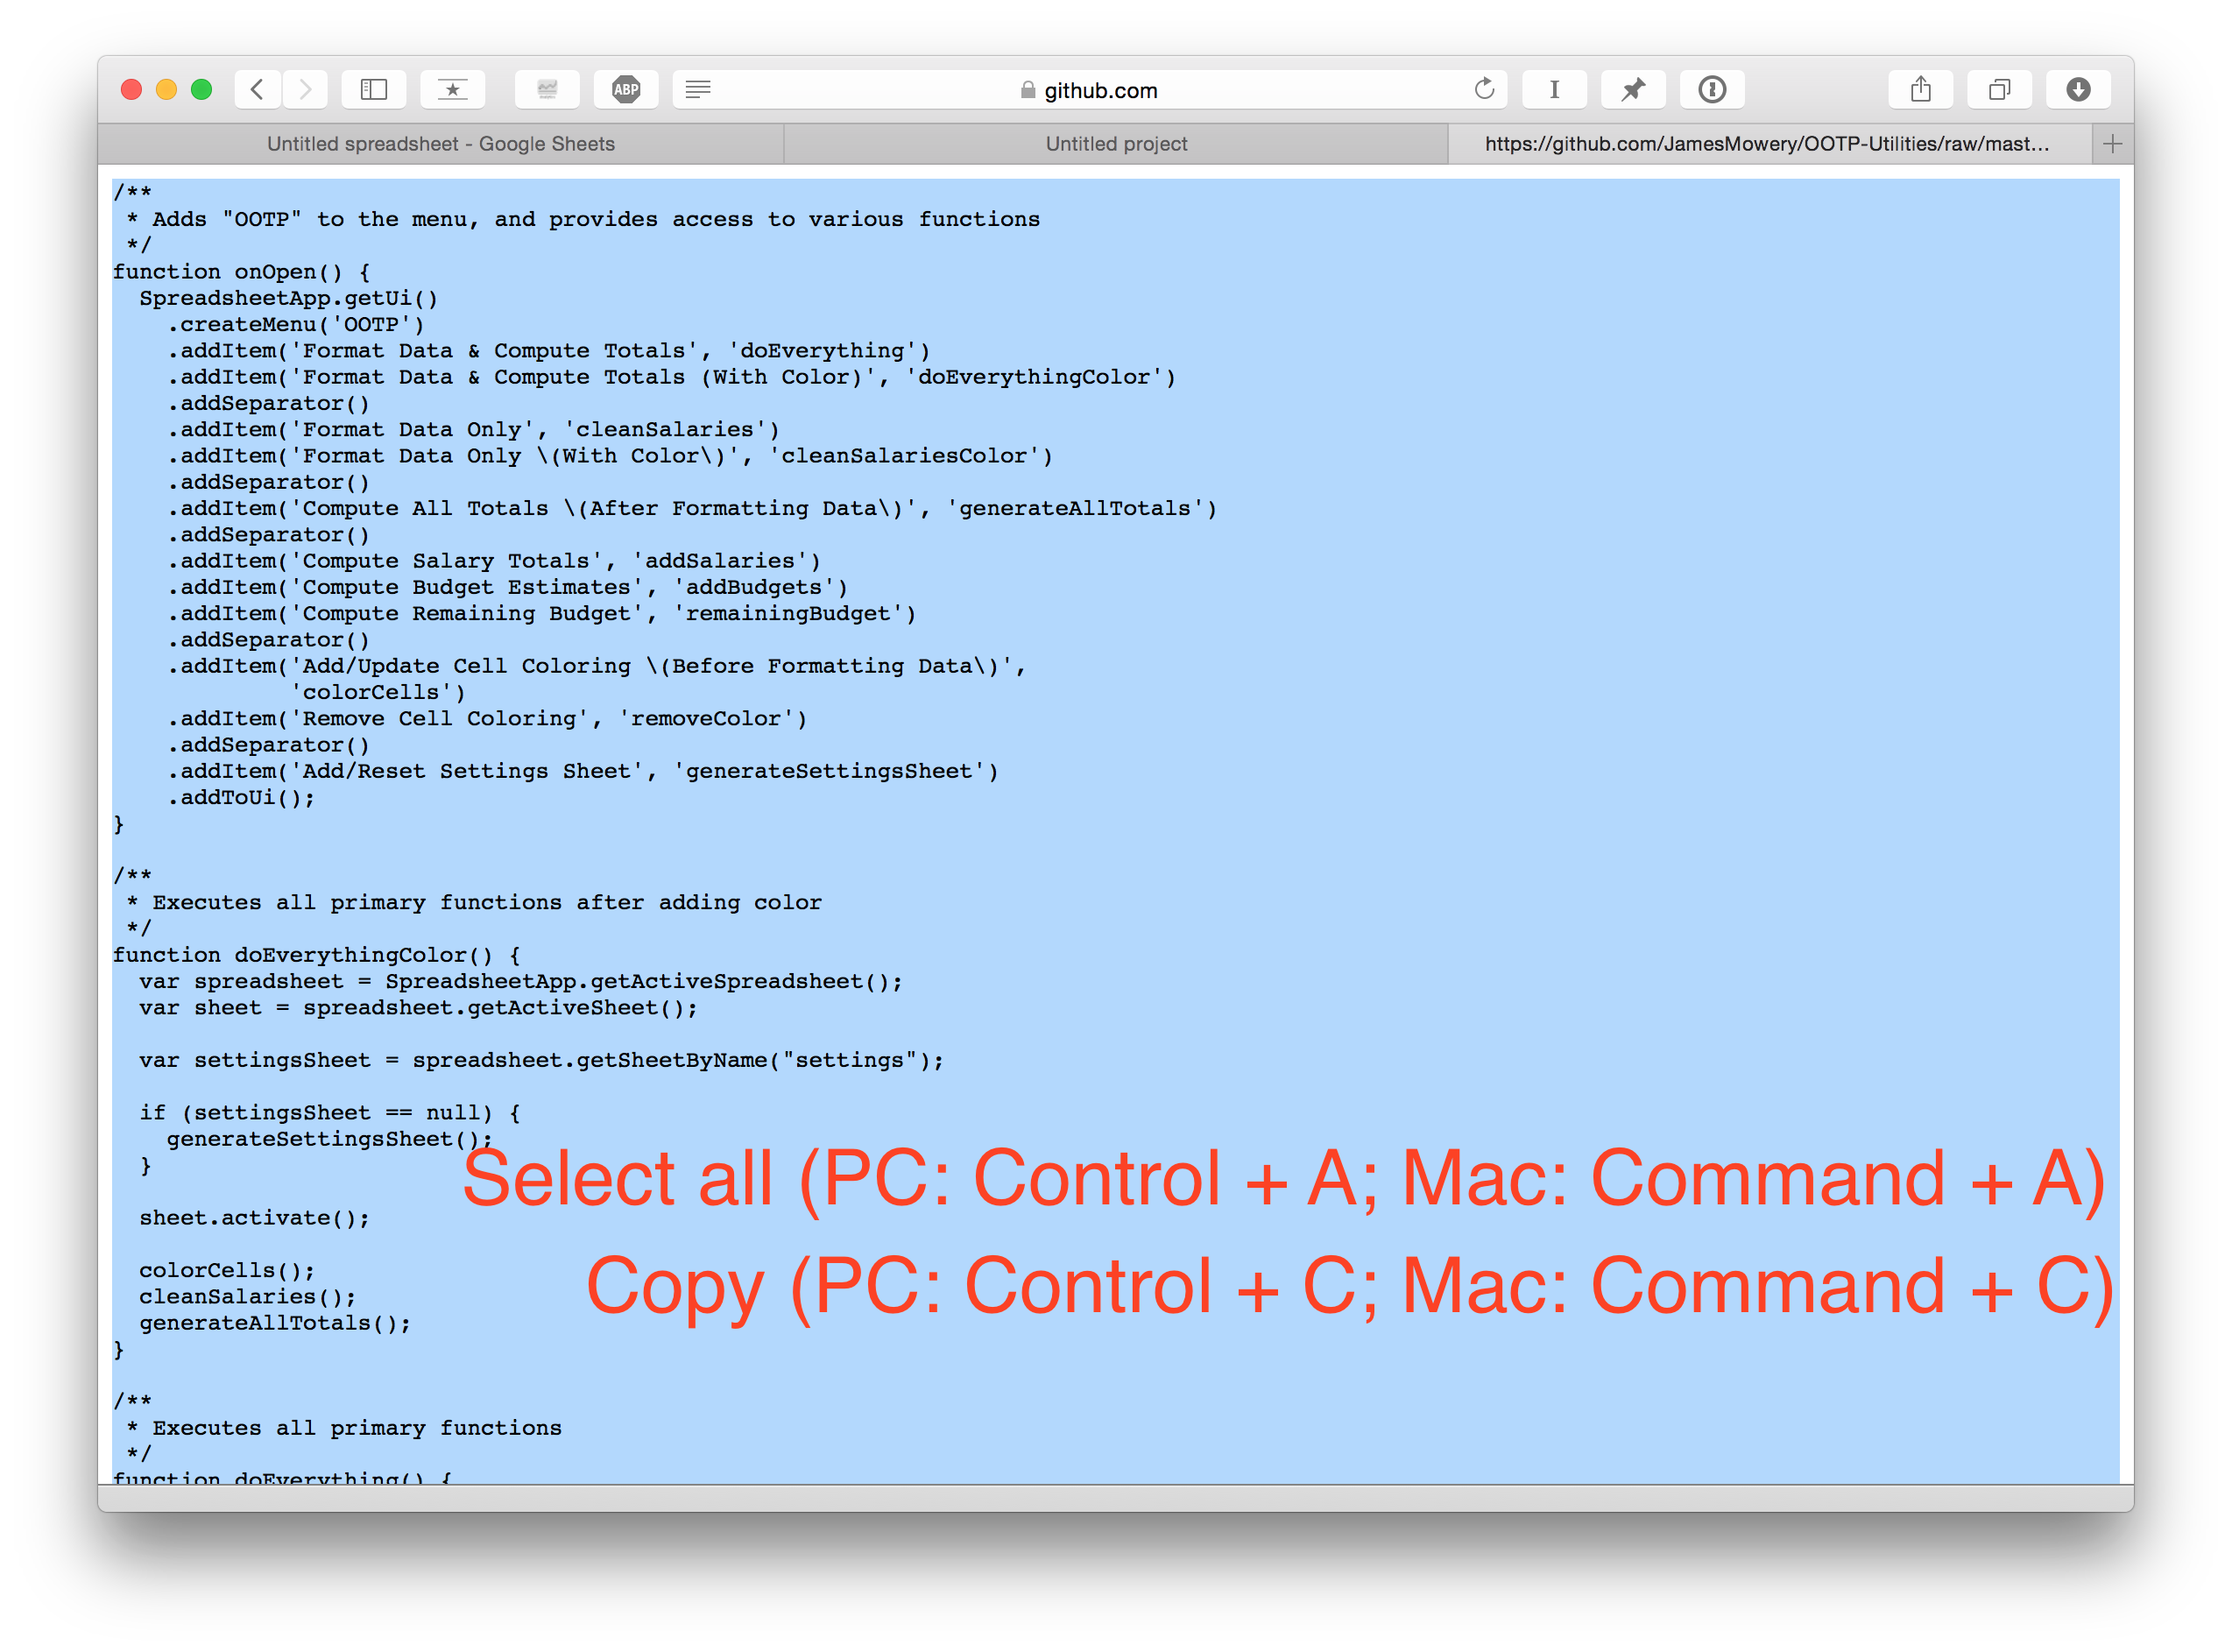 ABP
github.com
Untitled spreadsheet - Google Sheets
Untitled project
https://github.com/JamesMowery/OOTP-Utilities/raw/mast...
/**
 * Adds "OOTP" to the menu, and provides access to various functions
 */
function onOpen() {
  SpreadsheetApp.getUi()
    .createMenu('OOTP')
    .addItem('Format Data & Compute Totals', 'doEverything')
    .addItem('Format Data & Compute Totals (With Color)', 'doEverythingColor')
    .addSeparator()
    .addItem('Format Data Only', 'cleanSalaries')
    .addItem('Format Data Only \(With Color\)', 'cleanSalariesColor')
    .addSeparator()
    .addItem('Compute All Totals \(After Formatting Data\)', 'generateAllTotals')
    .addSeparator()
    .addItem('Compute Salary Totals', 'addSalaries')
    .addItem('Compute Budget Estimates', 'addBudgets')
    .addItem('Compute Remaining Budget', 'remainingBudget')
    .addSeparator()
    .addItem('Add/Update Cell Coloring \(Before Formatting Data\)',
             'colorCells')
    .addItem('Remove Cell Coloring', 'removeColor')
    .addSeparator()
    .addItem('Add/Reset Settings Sheet', 'generateSettingsSheet')
    .addToUi();
}
/**
 * Executes all primary functions after adding color
 */
function doEverythingColor() {
  var spreadsheet = SpreadsheetApp.getActiveSpreadsheet();
  var sheet = spreadsheet.getActiveSheet();
  var settingsSheet = spreadsheet.getSheetByName("settings");
  if (settingsSheet == null) {
    generateSettingsSheet();
  }
Select all (PC: Control + A; Mac: Command + A)
  sheet.activate();
Copy (PC: Control + C; Mac: Command + C)
  colorCells();
  cleanSalaries();
  generateAllTotals();
}
/**
 * Executes all primary functions
 */
function doEverything() {